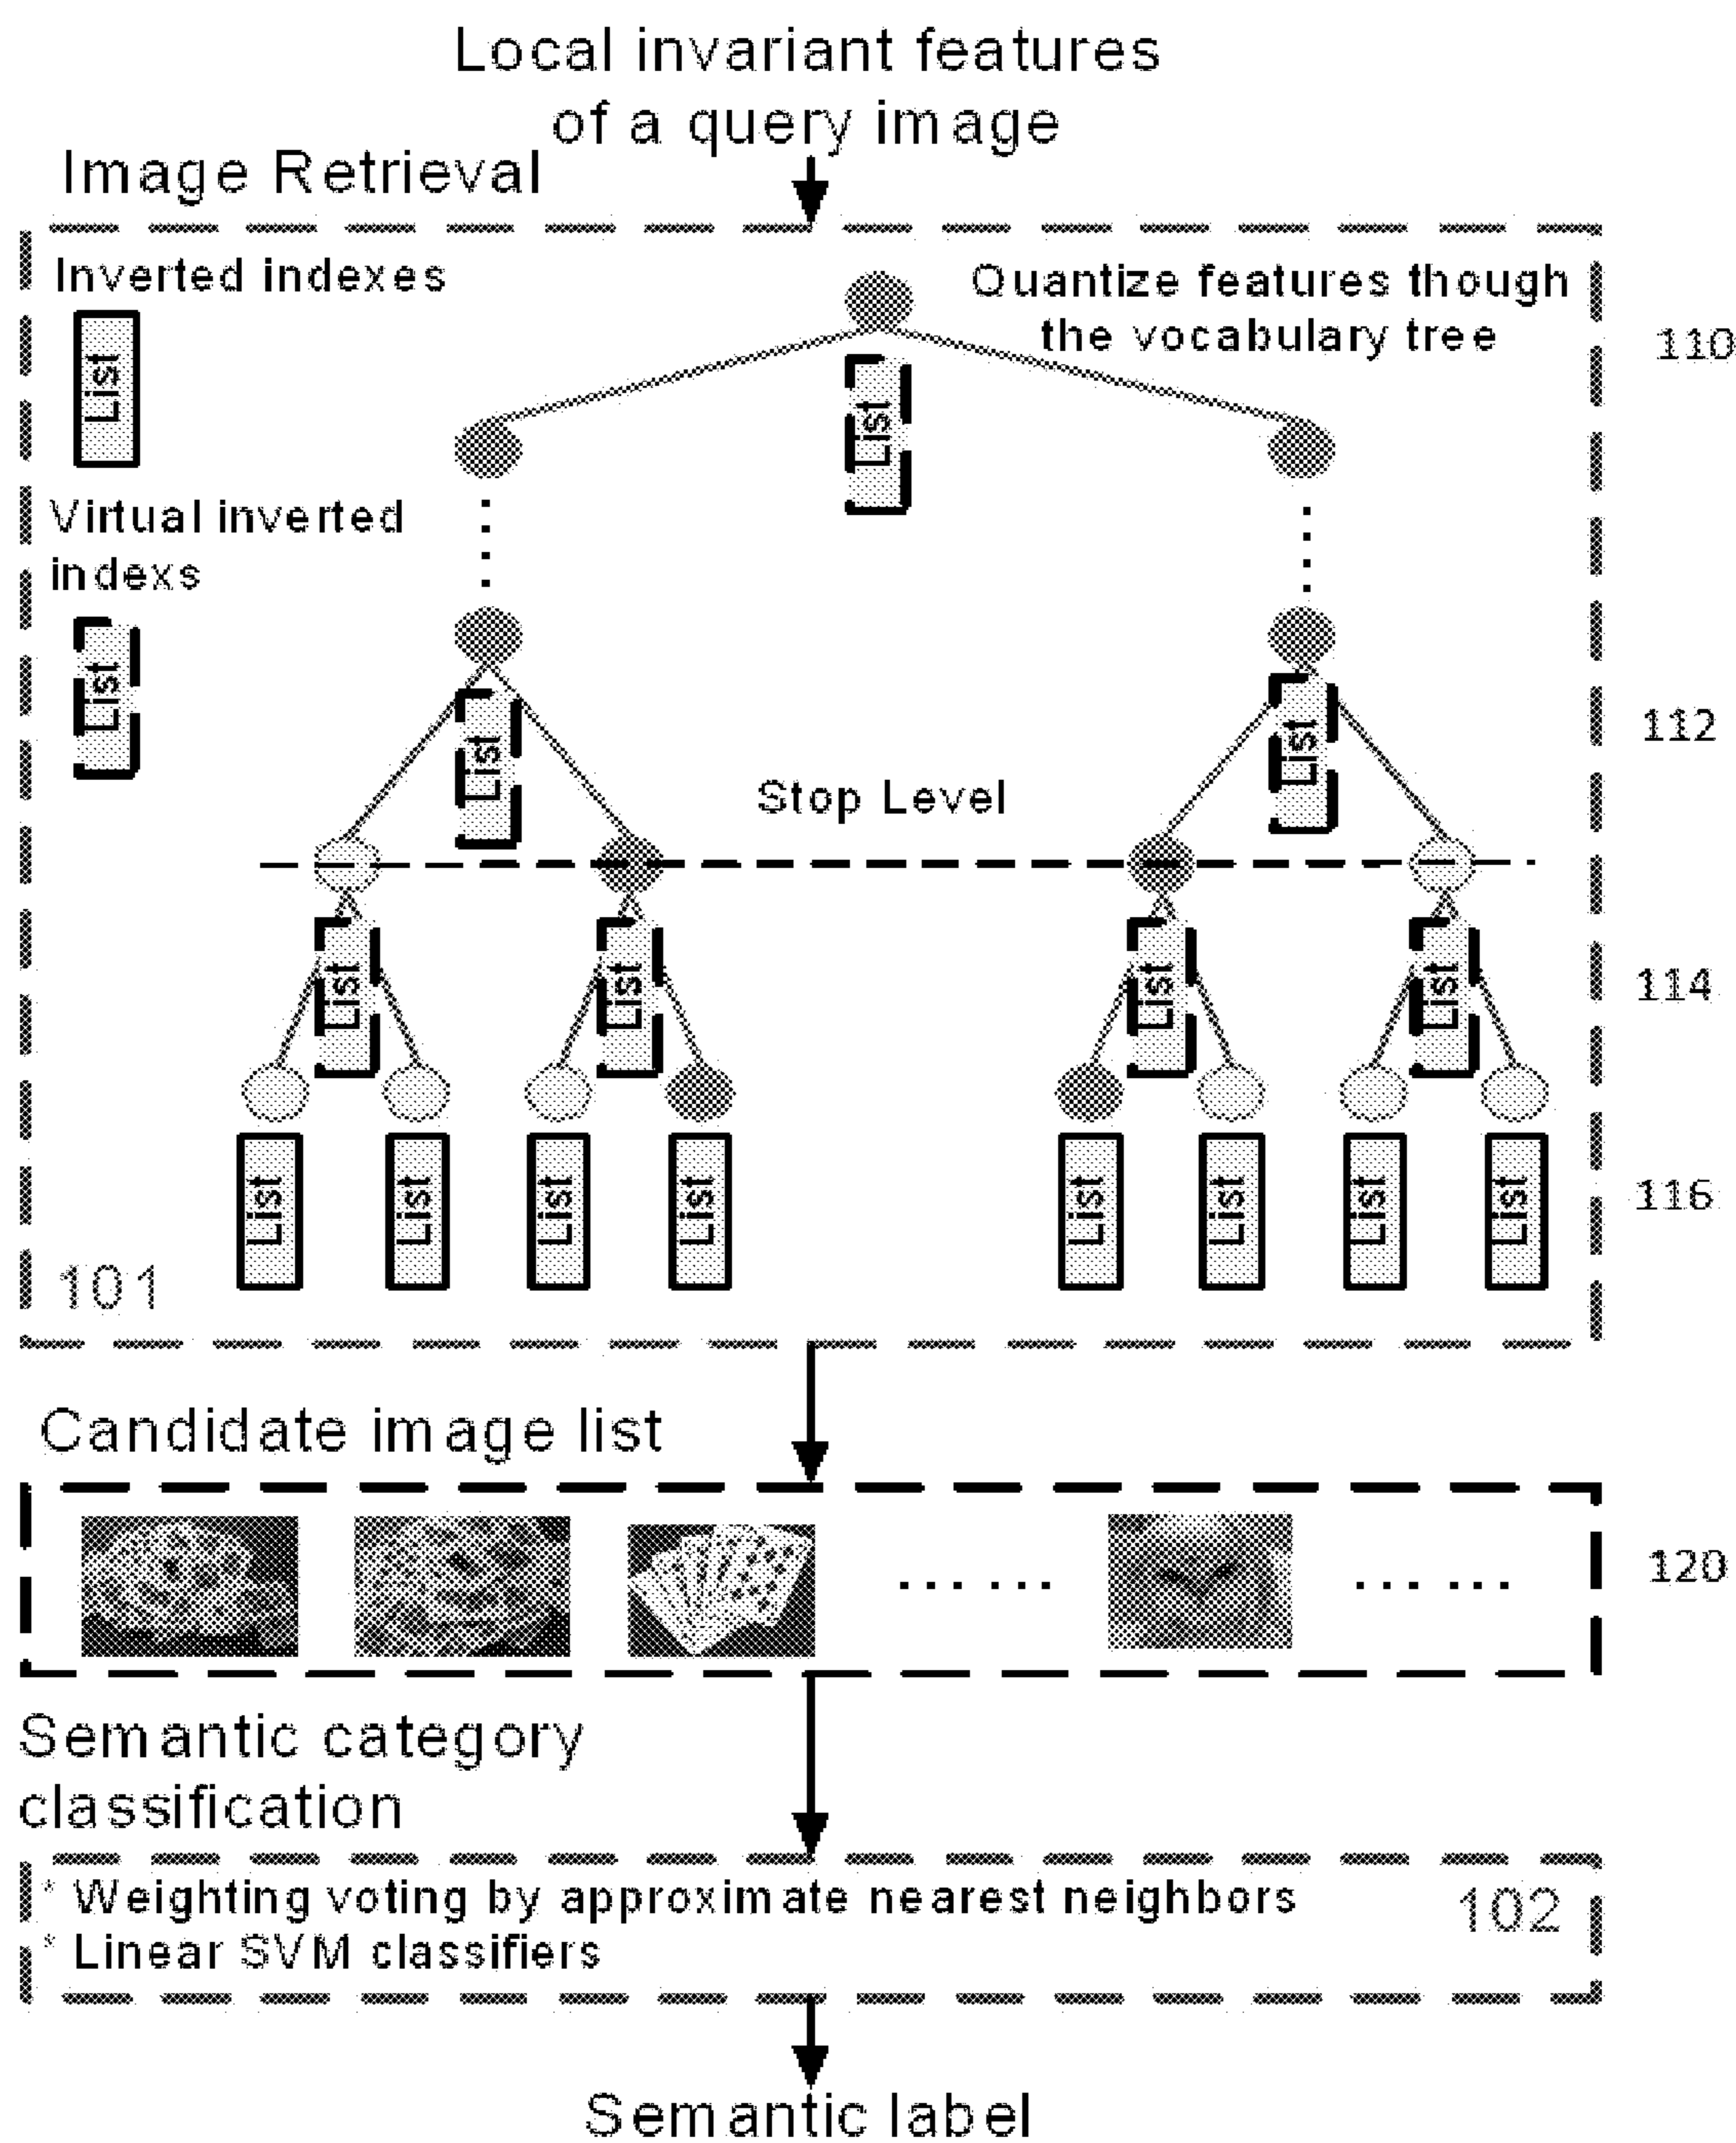 Local invariant features
of a query image
Image Retrieval
Inverted indexes
Quantize features though
the vocabulary tree
110
List
List
Virtual inverted
indexs
List
List
List
112
Stop Level
List
List
List
List
114
List
List
List
List
List
List
List
List
116
101
Candidate image list
120
Semantic category
classification
* Weighting voting by approximate nearest neighbors
* Linear SVM classifiers
102
Semantic label